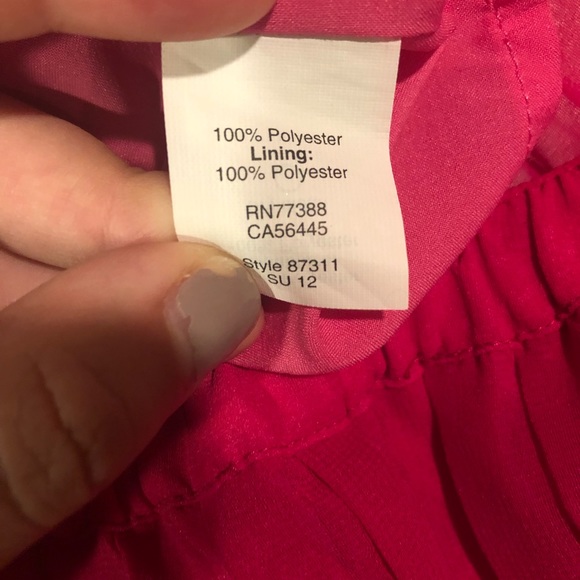 100% Polyester
Lining:
100% Polyester
RN77388
CA56445
Style 87311
SU 12